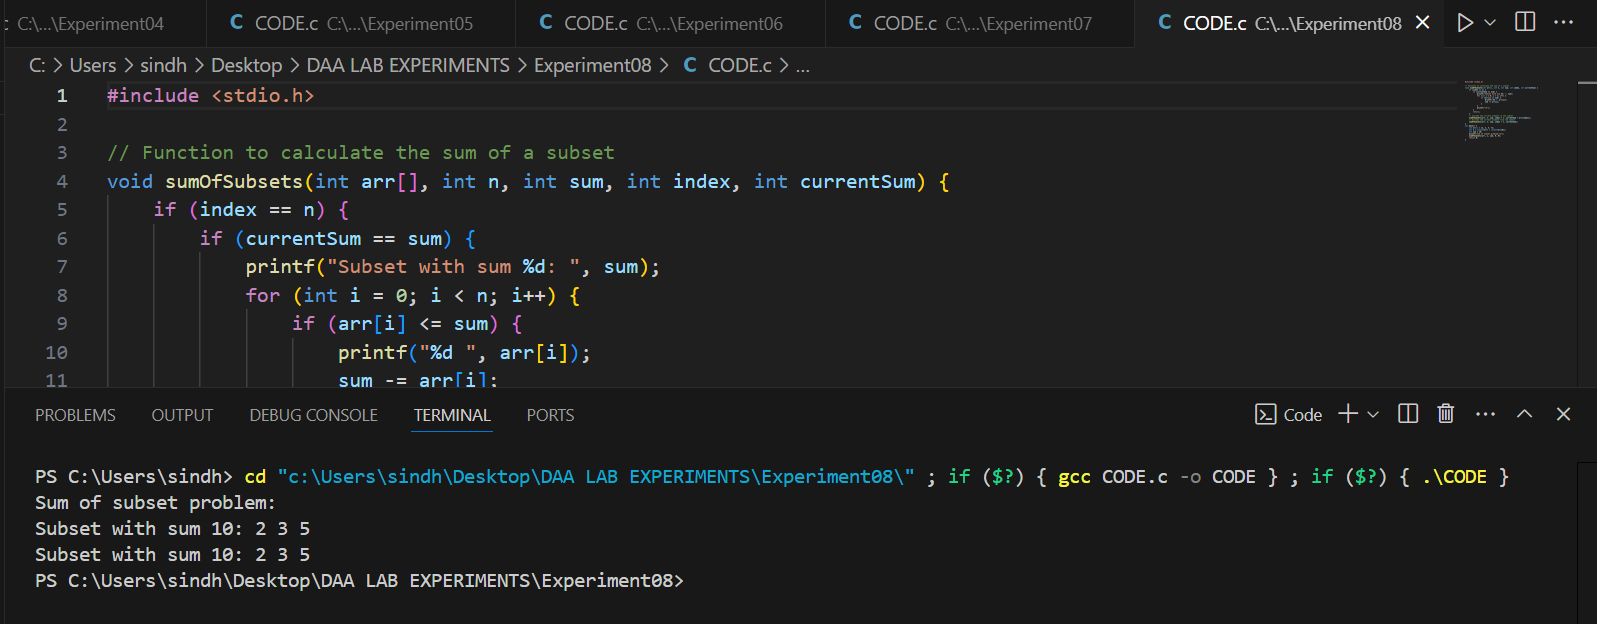 c C:\...\Experiment04 C CODE.c C:\...\Experiment05 C CODE.c C:\...\Experiment06 C CODE.c C:\...\Experiment07 C CODE.c C:\...\Experiment08
C: > Users > sindh > Desktop > DAA LAB EXPERIMENTS > Experiment08 > C CODE.c > ...
1 #include <stdio.h>
2
3 // Function to calculate the sum of a subset
4 void sumOfSubsets(int arr[], int n, int sum, int index, int currentSum) {
5 if (index == n) {
6 if (currentSum == sum) {
7 printf("Subset with sum %d: ", sum);
8 for (int i = 0; i < n; i++) {
9 if (arr[i] <= sum) {
10 printf("%d ", arr[i]);
11 sum -= arr[i];
PROBLEMS OUTPUT DEBUG CONSOLE TERMINAL PORTS Code
PS C:\Users\sindh> cd "c:\Users\sindh\Desktop\DAA LAB EXPERIMENTS\Experiment08\" ; if ($?) { gcc CODE.c -o CODE } ; if ($?) { .\CODE }
Sum of subset problem:
Subset with sum 10: 2 3 5
Subset with sum 10: 2 3 5
PS C:\Users\sindh\Desktop\DAA LAB EXPERIMENTS\Experiment08>